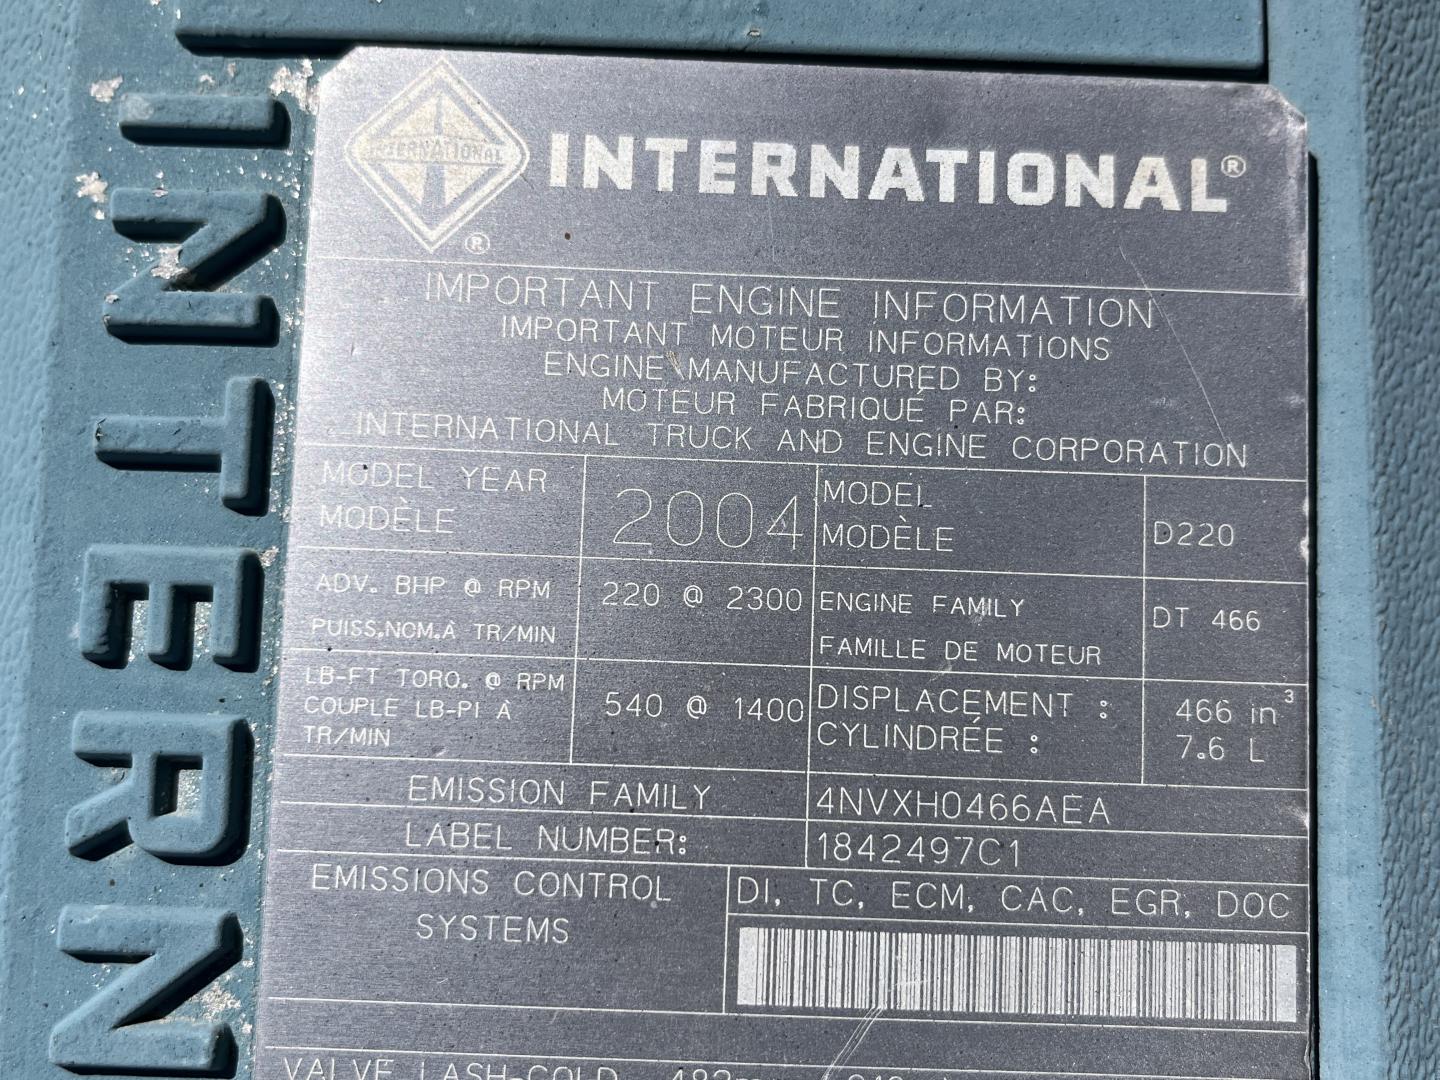 INTERN
INTERNATIONAL
®
INTERNATIONAL®
IMPORTANT ENGINE INFORMATION
IMPORTANT MOTEUR INFORMATIONS
ENGINE MANUFACTURED BY:
MOTEUR FABRIQUÉ PAR:
INTERNATIONAL TRUCK AND ENGINE CORPORATION
MODEL YEAR
MODÈLE
2004
MODEL
MODÈLE
D220
ADV. BHP @ RPM
PUISS.NOM.À TR/MIN
220 @ 2300
ENGINE FAMILY
FAMILLE DE MOTEUR
DT 466
LB-FT TORQ. @ RPM
COUPLE LB-PI À
TR/MIN
540 @ 1400
DISPLACEMENT :
CYLINDRÉE :
466 in³
7.6 L
EMISSION FAMILY
4NVXH0466AEA
LABEL NUMBER:
1842497C1
EMISSIONS CONTROL
SYSTEMS
DI, TC, ECM, CAC, EGR, DOC
VALVE LASH-COLD